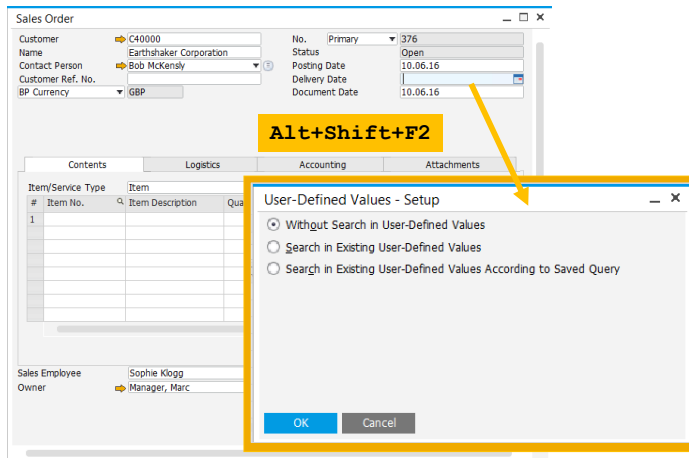 Sales Order
Customer C40000 No. Primary 376
Name Earthshaker Corporation Status Open
Contact Person Bob McKensly Posting Date 10.06.16
Customer Ref. No. Delivery Date
BP Currency GBP Document Date 10.06.16
Alt+Shift+F2
Contents Logistics Accounting Attachments
Item/Service Type Item
# Item No. Item Description
1
User-Defined Values - Setup
Without Search in User-Defined Values
Search in Existing User-Defined Values
Search in Existing User-Defined Values According to Saved Query
OK Cancel
Sales Employee Sophie Klogg
Owner Manager, Marc